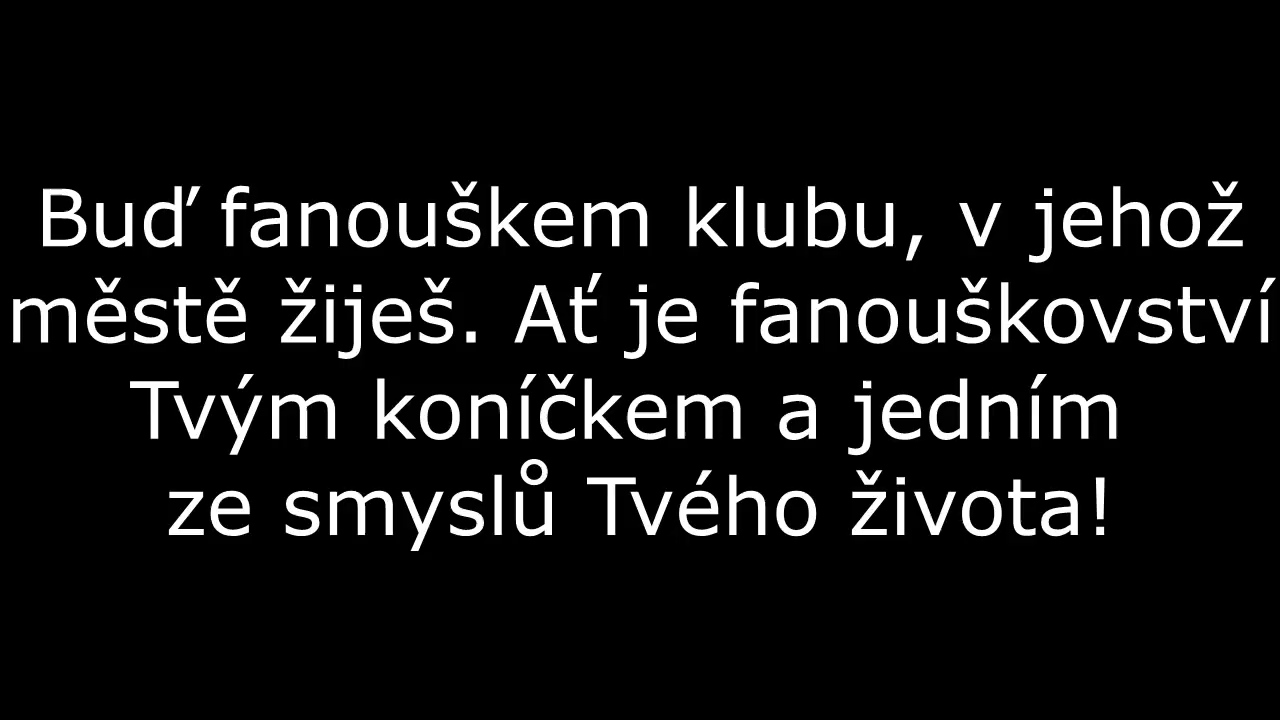 Buď fanouškem klubu, v jehož
městě žiješ. Ať je fanouškovství
Tvým koníčkem a jedním
ze smyslů Tvého života!